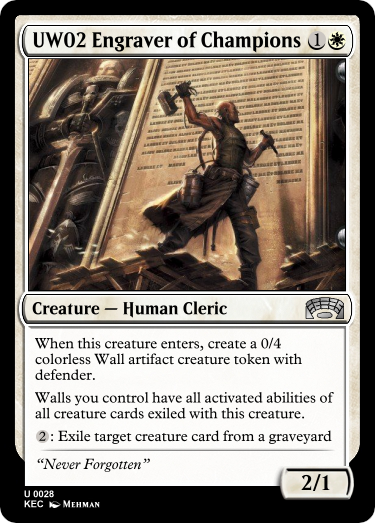 UW02 Engraver of Champions 1
Creature — Human Cleric
When this creature enters, create a 0/4
colorless Wall artifact creature token with
defender.
Walls you control have all activated abilities of
all creature cards exiled with this creature.
2: Exile target creature card from a graveyard
“Never Forgotten”
2/1
U 0028
KEC Mehman